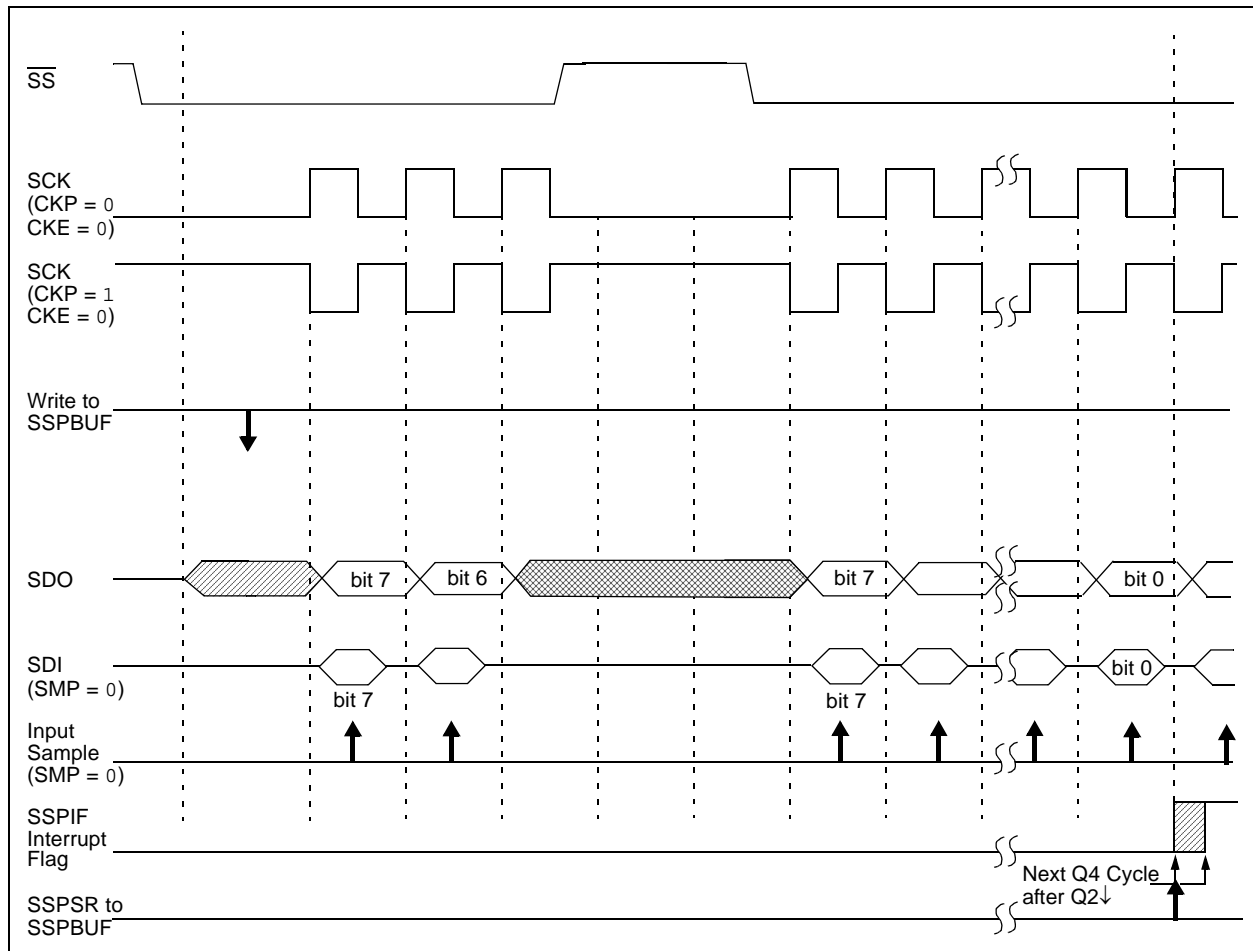 SS
SCK
(CKP = 0
CKE = 0)
SCK
(CKP = 1
CKE = 0)
Write to
SSPBUF
SDO
bit 7
bit 6
bit 7
bit 0
SDI
(SMP = 0)
bit 7
bit 7
bit 0
Input
Sample
(SMP = 0)
SSPIF
Interrupt
Flag
Next Q4 Cycle
after Q2↓
SSPSR to
SSPBUF